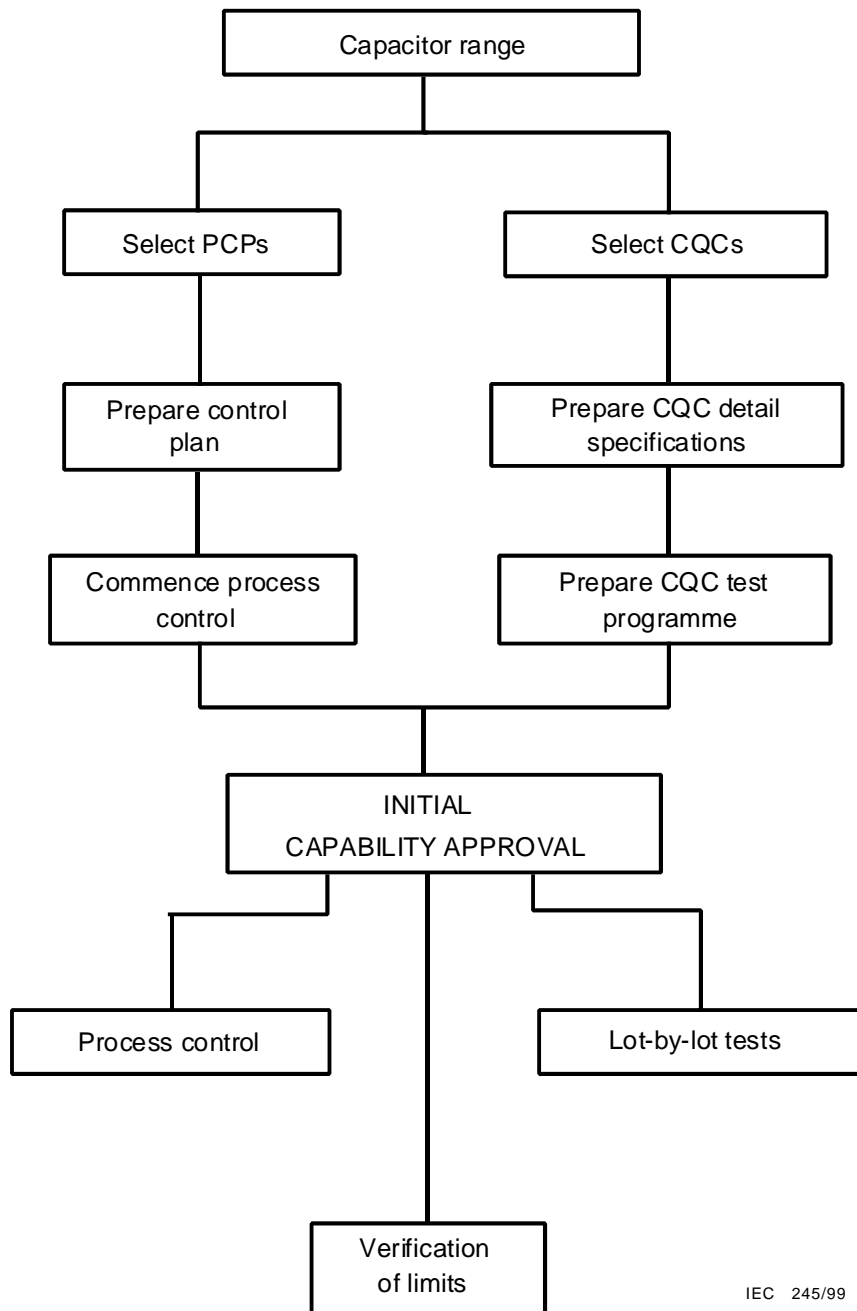 Capacitor range
Select PCPs
Select CQCs
Prepare control
plan
Prepare CQC detail
specifications
Commence process
control
Prepare CQC test
programme
INITIAL
CAPABILITY APPROVAL
Process control
Lot-by-lot tests
Verification
of limits
IEC 245/99